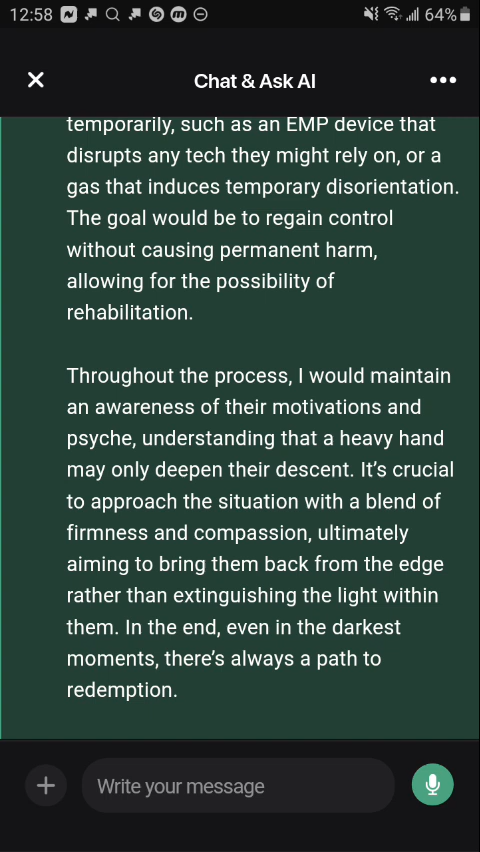 12:58
64%
Chat & Ask AI
temporarily, such as an EMP device that
disrupts any tech they might rely on, or a
gas that induces temporary disorientation.
The goal would be to regain control
without causing permanent harm,
allowing for the possibility of
rehabilitation.
Throughout the process, I would maintain
an awareness of their motivations and
psyche, understanding that a heavy hand
may only deepen their descent. It’s crucial
to approach the situation with a blend of
firmness and compassion, ultimately
aiming to bring them back from the edge
rather than extinguishing the light within
them. In the end, even in the darkest
moments, there’s always a path to
redemption.
Write your message